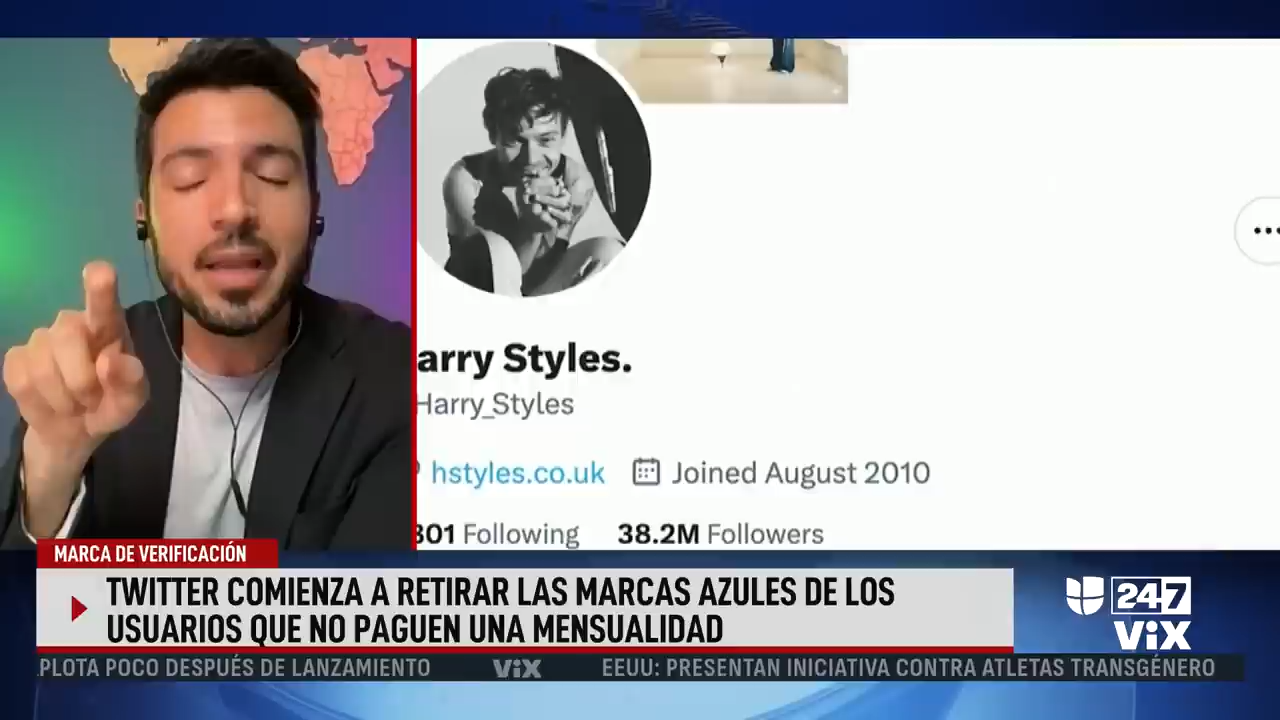 arry Styles.
Harry_Styles
hstyles.co.uk Joined August 2010
301 Following 38.2M Followers
MARCA DE VERIFICACIÓN
TWITTER COMIENZA A RETIRAR LAS MARCAS AZULES DE LOS
USUARIOS QUE NO PAGUEN UNA MENSUALIDAD
24/7
ViX
PLOTA POCO DESPUÉS DE LANZAMIENTO ViX EEUU: PRESENTAN INICIATIVA CONTRA ATLETAS TRANSGÉNERO